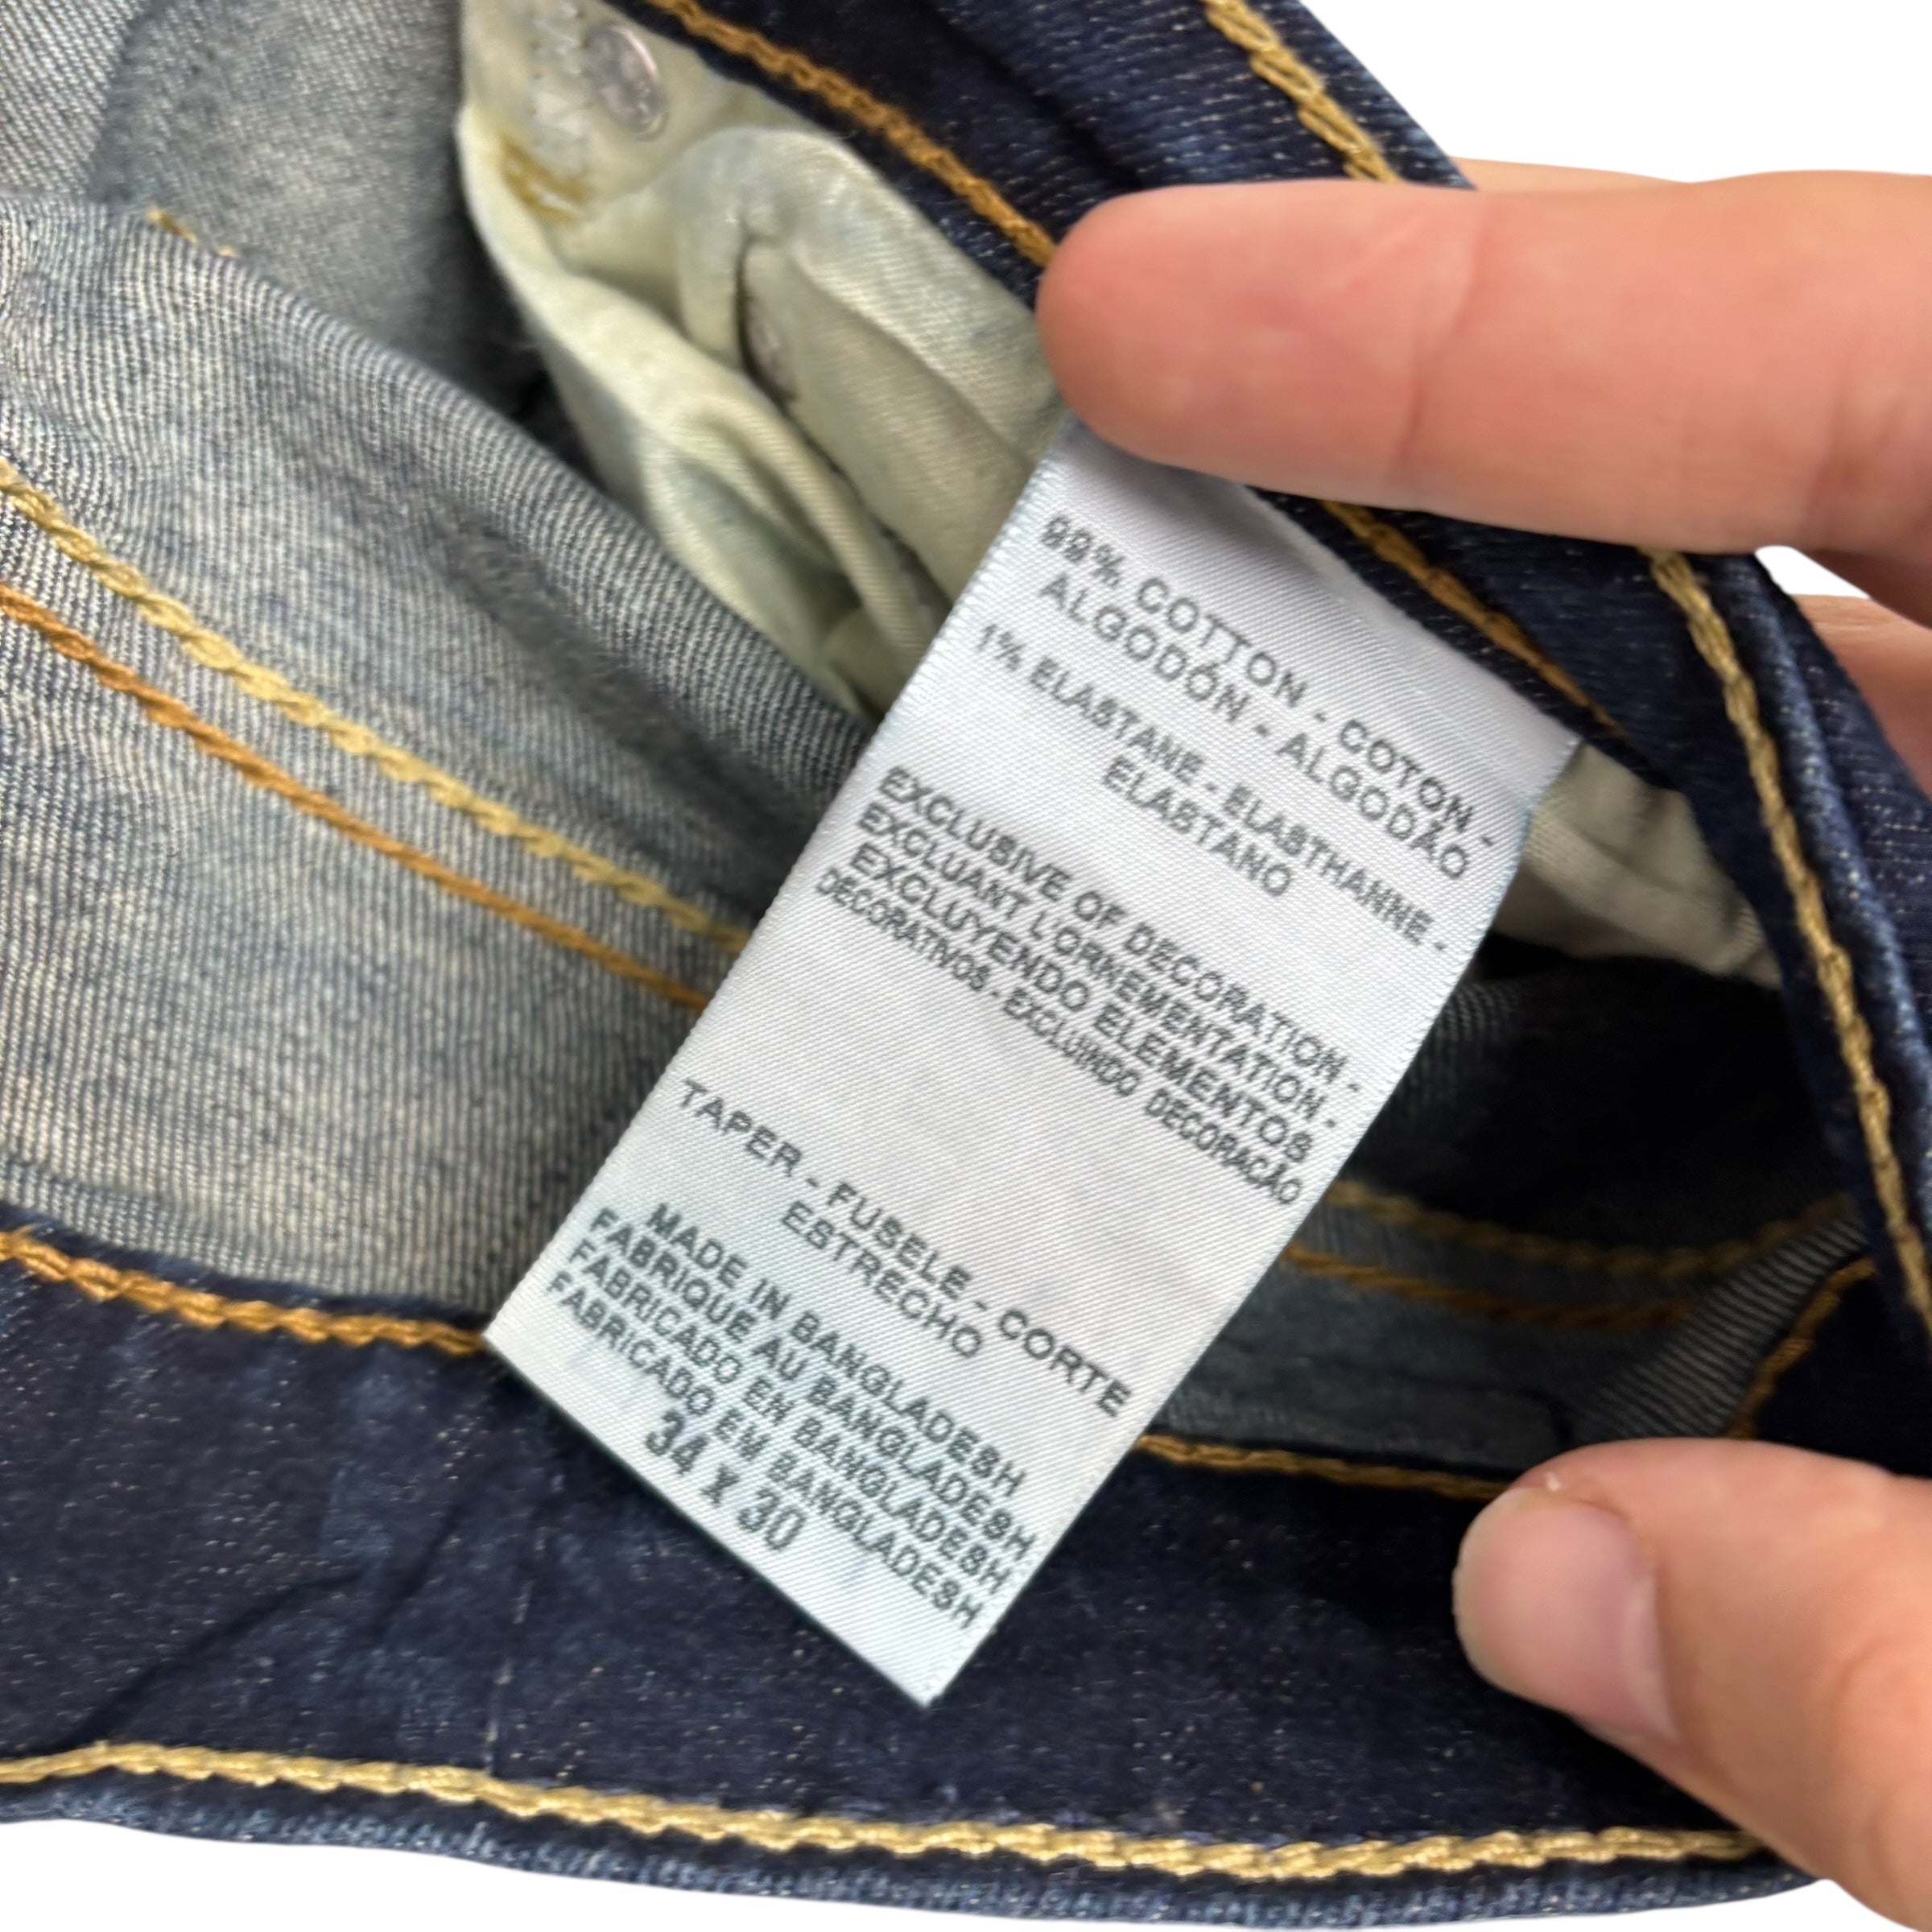 99% COTTON - COTON -
ALGODÓN - ALGODÃO
1% ELASTANE - ELASTHANNE -
ELASTANO
EXCLUSIVE OF DECORATION -
EXCLUANT L'ORNEMENTATION -
EXCLUYENDO ELEMENTOS
DECORATIVOS - EXCLUINDO DECORAÇÃO
TAPER - FUSELE - CORTE
ESTRECHO
MADE IN BANGLADESH
FABRIQUE AU BANGLADESH
FABRICADO EN BANGLADESH
FABRICADO EM BANGLADESH
34 X 30